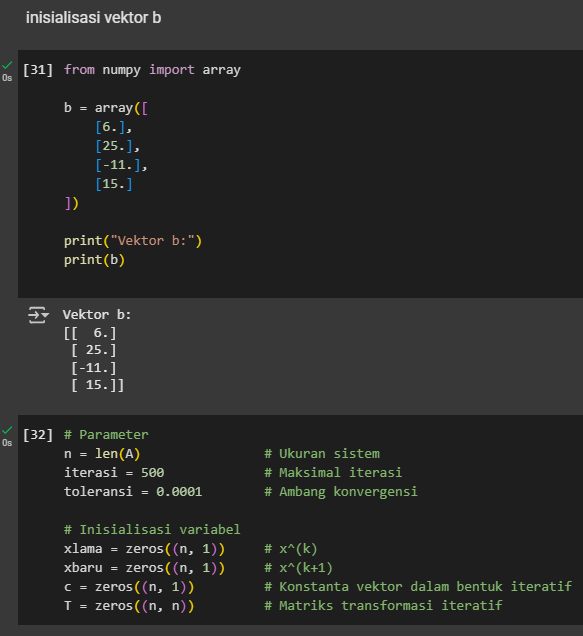 inisialisasi vektor b
[31] from numpy import array
0s
b = array([
[6.],
[25.],
[-11.],
[15.]
])
print("Vektor b:")
print(b)
Vektor b:
[[  6.]
 [ 25.]
 [-11.]
 [ 15.]]
[32] # Parameter
0s
n = len(A)                # Ukuran sistem
iterasi = 500             # Maksimal iterasi
toleransi = 0.0001        # Ambang konvergensi
# Inisialisasi variabel
xlama = zeros((n, 1))     # x^(k)
xbaru = zeros((n, 1))     # x^(k+1)
c = zeros((n, 1))         # Konstanta vektor dalam bentuk iteratif
T = zeros((n, n))         # Matriks transformasi iteratif